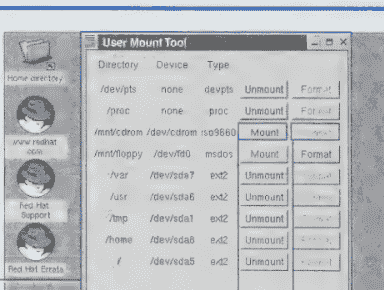 User Mount Tool
Directory Device Type
/dev/pts none devpts Unmount Format
/proc none proc Unmount Format
/mnt/cdrom /dev/cdrom iso9660 Mount
/mnt/floppy /dev/fd0 msdos Mount Format
/var /dev/sda7 ext2 Unmount
/usr /dev/sda6 ext2 Unmount
/tmp /dev/sda1 ext2 Unmount
/home /dev/sda8 ext2 Unmount
/ /dev/sda5 ext2 Unmount
Home directory
www.redhat
.com
Red Hat
Support
Red Hat Errata